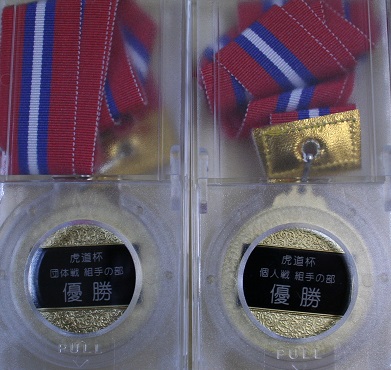 虎道杯
団体戦 組手の部
優勝
PULL
虎道杯
個人戦 組手の部
優勝
PULL